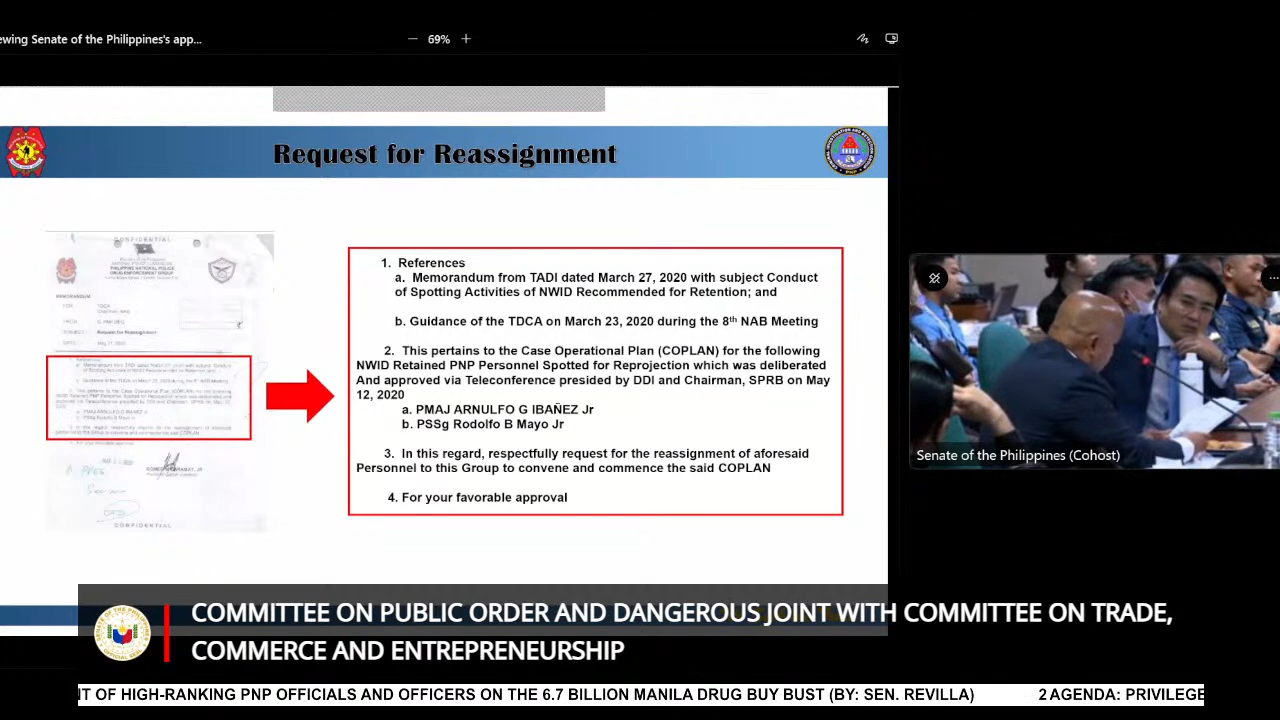 ewing Senate of the Philippines's app...
69%
Request for Reassignment
CONFIDENTIAL
PHILIPPINE NATIONAL POLICE
DRUG ENFORCEMENT GROUP
MEMORANDUM
Request for Reassignment
CONFIDENTIAL
1. References
a. Memorandum from TADI dated March 27, 2020 with subject Conduct
of Spotting Activities of NWID Recommended for Retention; and
b. Guidance of the TDCA on March 23, 2020 during the 8th NAB Meeting
2. This pertains to the Case Operational Plan (COPLAN) for the following
NWID Retained PNP Personnel Spotted for Reprojection which was deliberated
And approved via Teleconference presided by DDI and Chairman, SPRB on May
12, 2020
a. PMAJ ARNULFO G IBAÑEZ Jr
b. PSSg Rodolfo B Mayo Jr
3. In this regard, respectfully request for the reassignment of aforesaid
Personnel to this Group to convene and commence the said COPLAN
4. For your favorable approval
Senate of the Philippines (Cohost)
COMMITTEE ON PUBLIC ORDER AND DANGEROUS JOINT WITH COMMITTEE ON TRADE,
COMMERCE AND ENTREPRENEURSHIP
T OF HIGH-RANKING PNP OFFICIALS AND OFFICERS ON THE 6.7 BILLION MANILA DRUG BUY BUST (BY: SEN. REVILLA) 2 AGENDA: PRIVILEGE